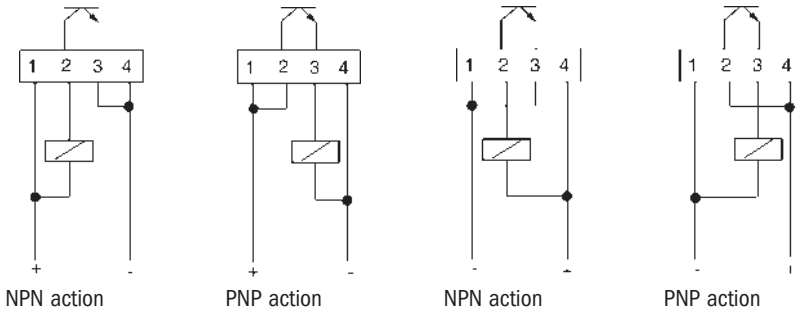 1 2 3 4
1 2 3 4
1 2 3 4
1 2 3 4
+ -
+ -
-
-
NPN action
PNP action
NPN action
PNP action